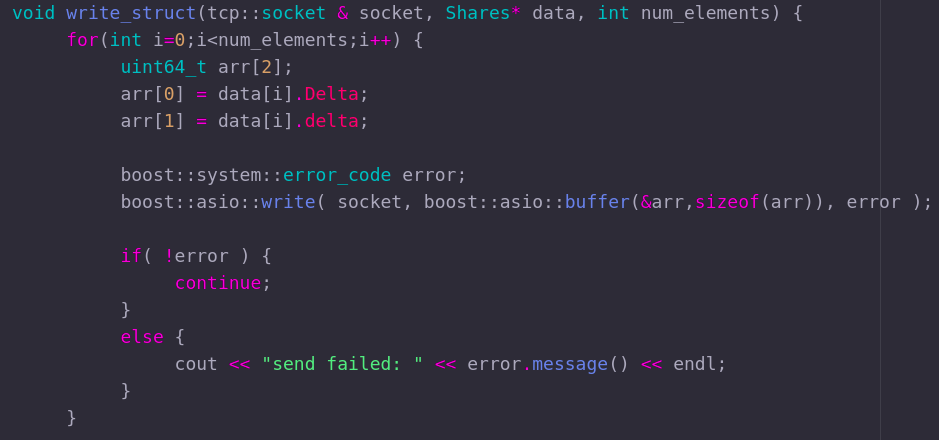 void write_struct(tcp::socket & socket, Shares* data, int num_elements) {
     for(int i=0;i<num_elements;i++) {
          uint64_t arr[2];
          arr[0] = data[i].Delta;
          arr[1] = data[i].delta;

          boost::system::error_code error;
          boost::asio::write( socket, boost::asio::buffer(&arr,sizeof(arr)), error );

          if( !error ) {
               continue;
          }
          else {
               cout << "send failed: " << error.message() << endl;
          }
     }